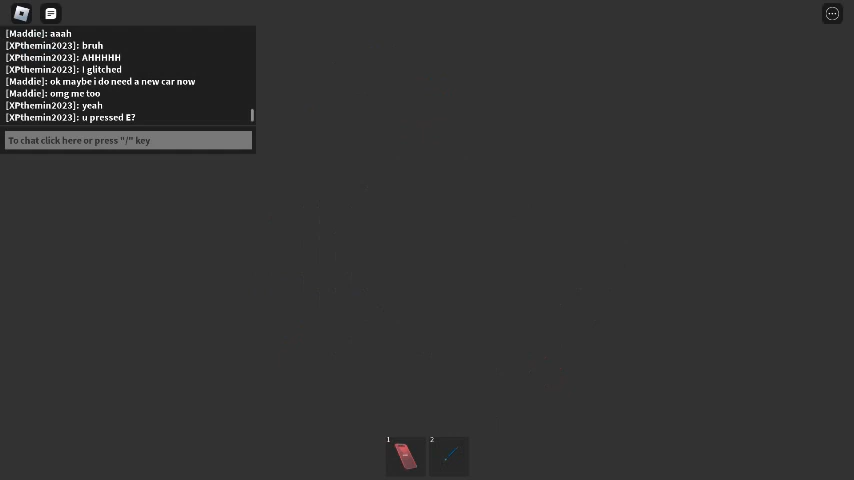 [Maddie]: aaah
[XPthemin2023]: bruh
[XPthemin2023]: AHHHHH
[XPthemin2023]: I glitched
[Maddie]: ok maybe i do need a new car now
[Maddie]: omg me too
[XPthemin2023]: yeah
[XPthemin2023]: u pressed E?
To chat click here or press "/" key
1 2